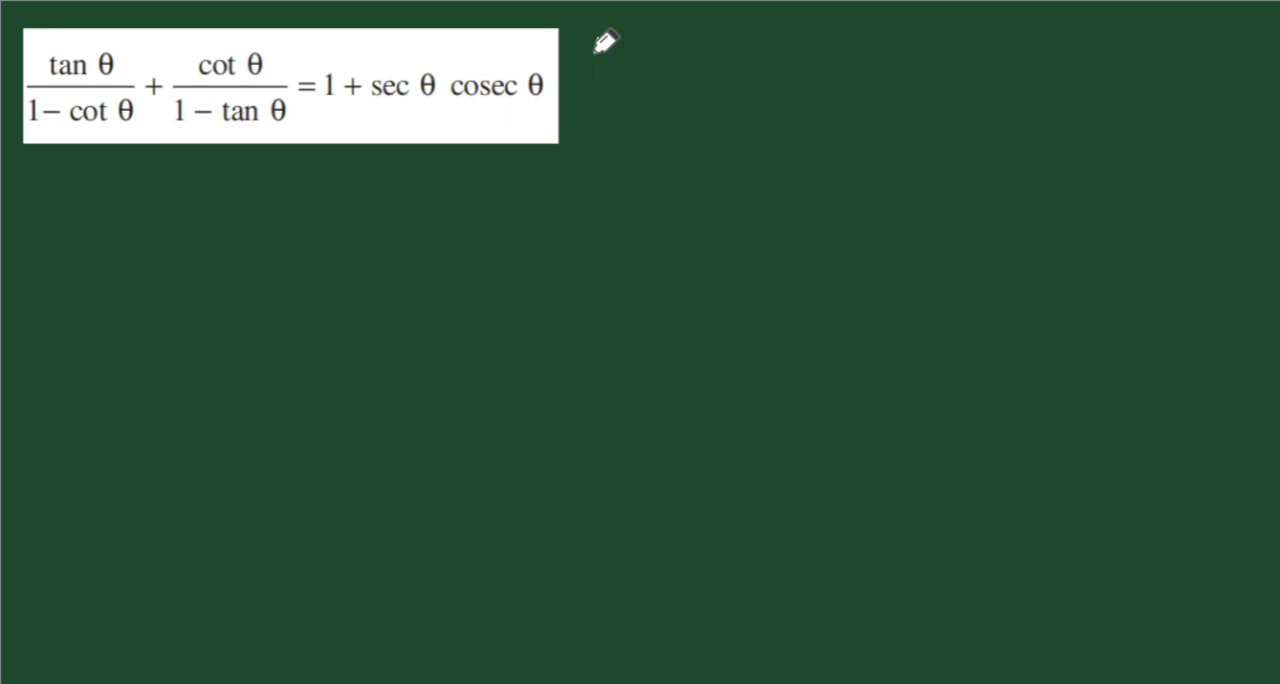 tan θ / 1– cot θ + cot θ / 1 – tan θ = 1 + sec θ cosec θ